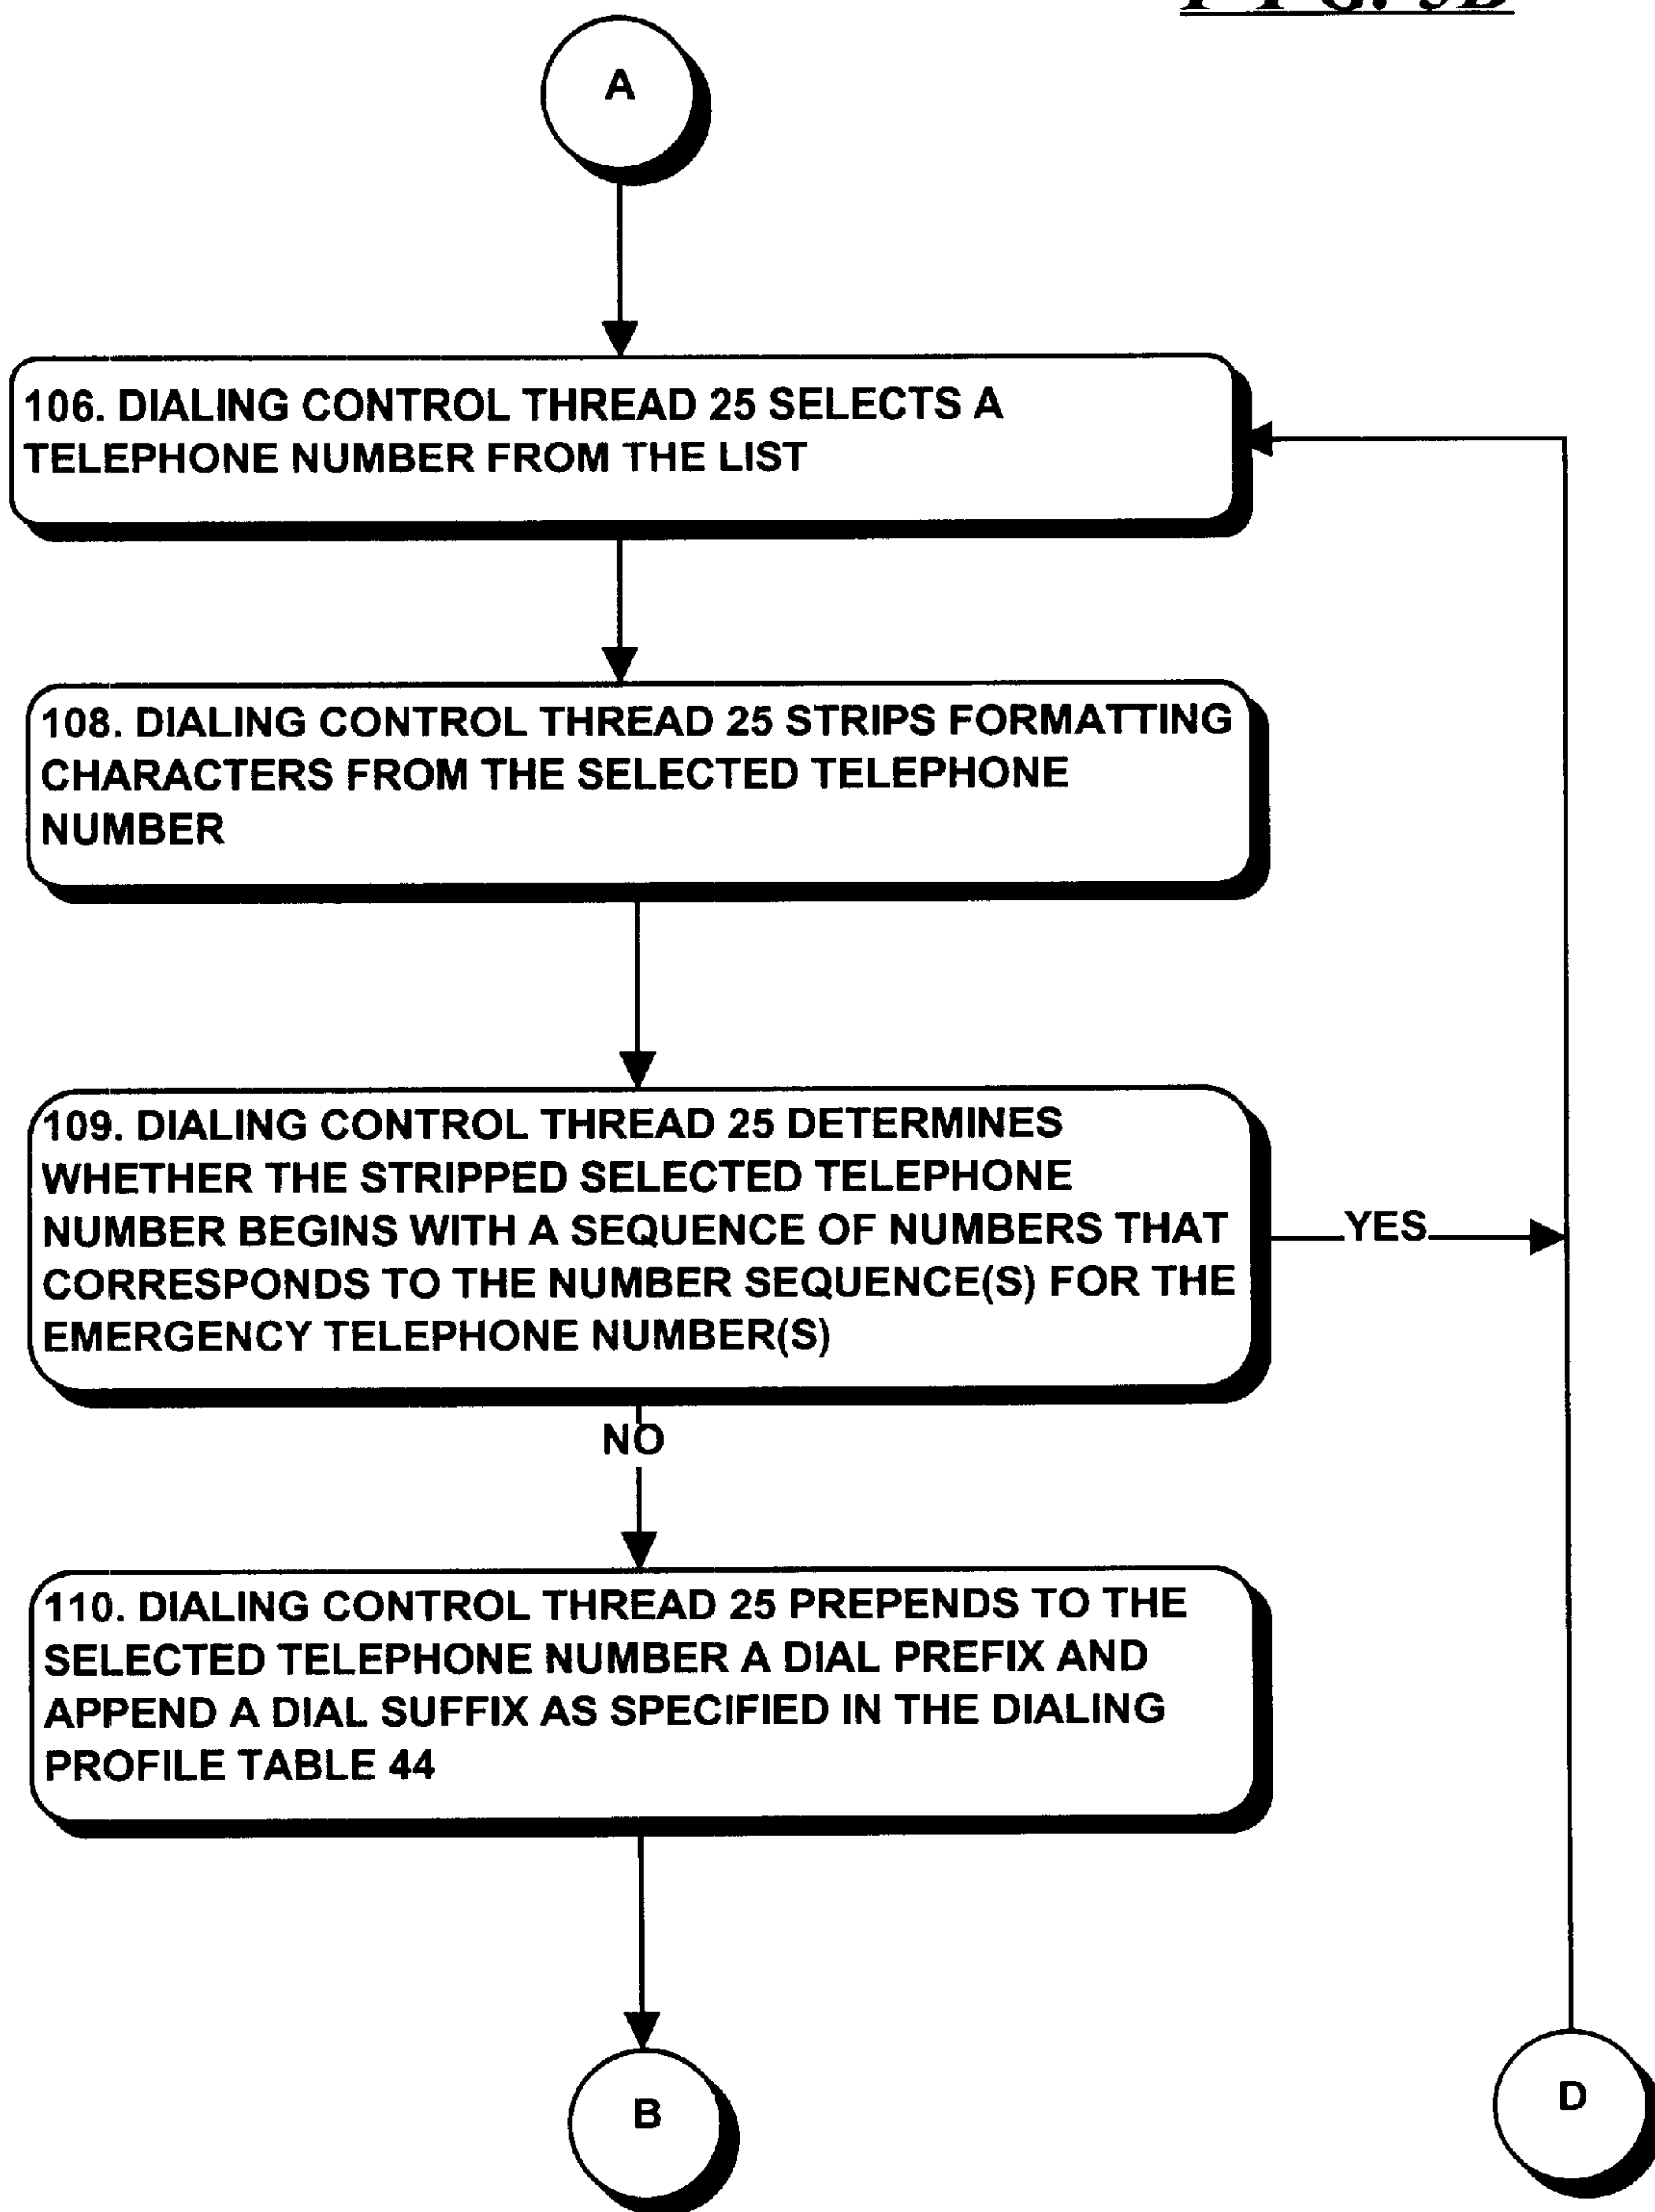 A
106. DIALING CONTROL THREAD 25 SELECTS A
TELEPHONE NUMBER FROM THE LIST
108. DIALING CONTROL THREAD 25 STRIPS FORMATTING
CHARACTERS FROM THE SELECTED TELEPHONE
NUMBER
109. DIALING CONTROL THREAD 25 DETERMINES
WHETHER THE STRIPPED SELECTED TELEPHONE
NUMBER BEGINS WITH A SEQUENCE OF NUMBERS THAT
CORRESPONDS TO THE NUMBER SEQUENCE(S) FOR THE
EMERGENCY TELEPHONE NUMBER(S)
YES
NO
110. DIALING CONTROL THREAD 25 PREPENDS TO THE
SELECTED TELEPHONE NUMBER A DIAL PREFIX AND
APPEND A DIAL SUFFIX AS SPECIFIED IN THE DIALING
PROFILE TABLE 44
B
D